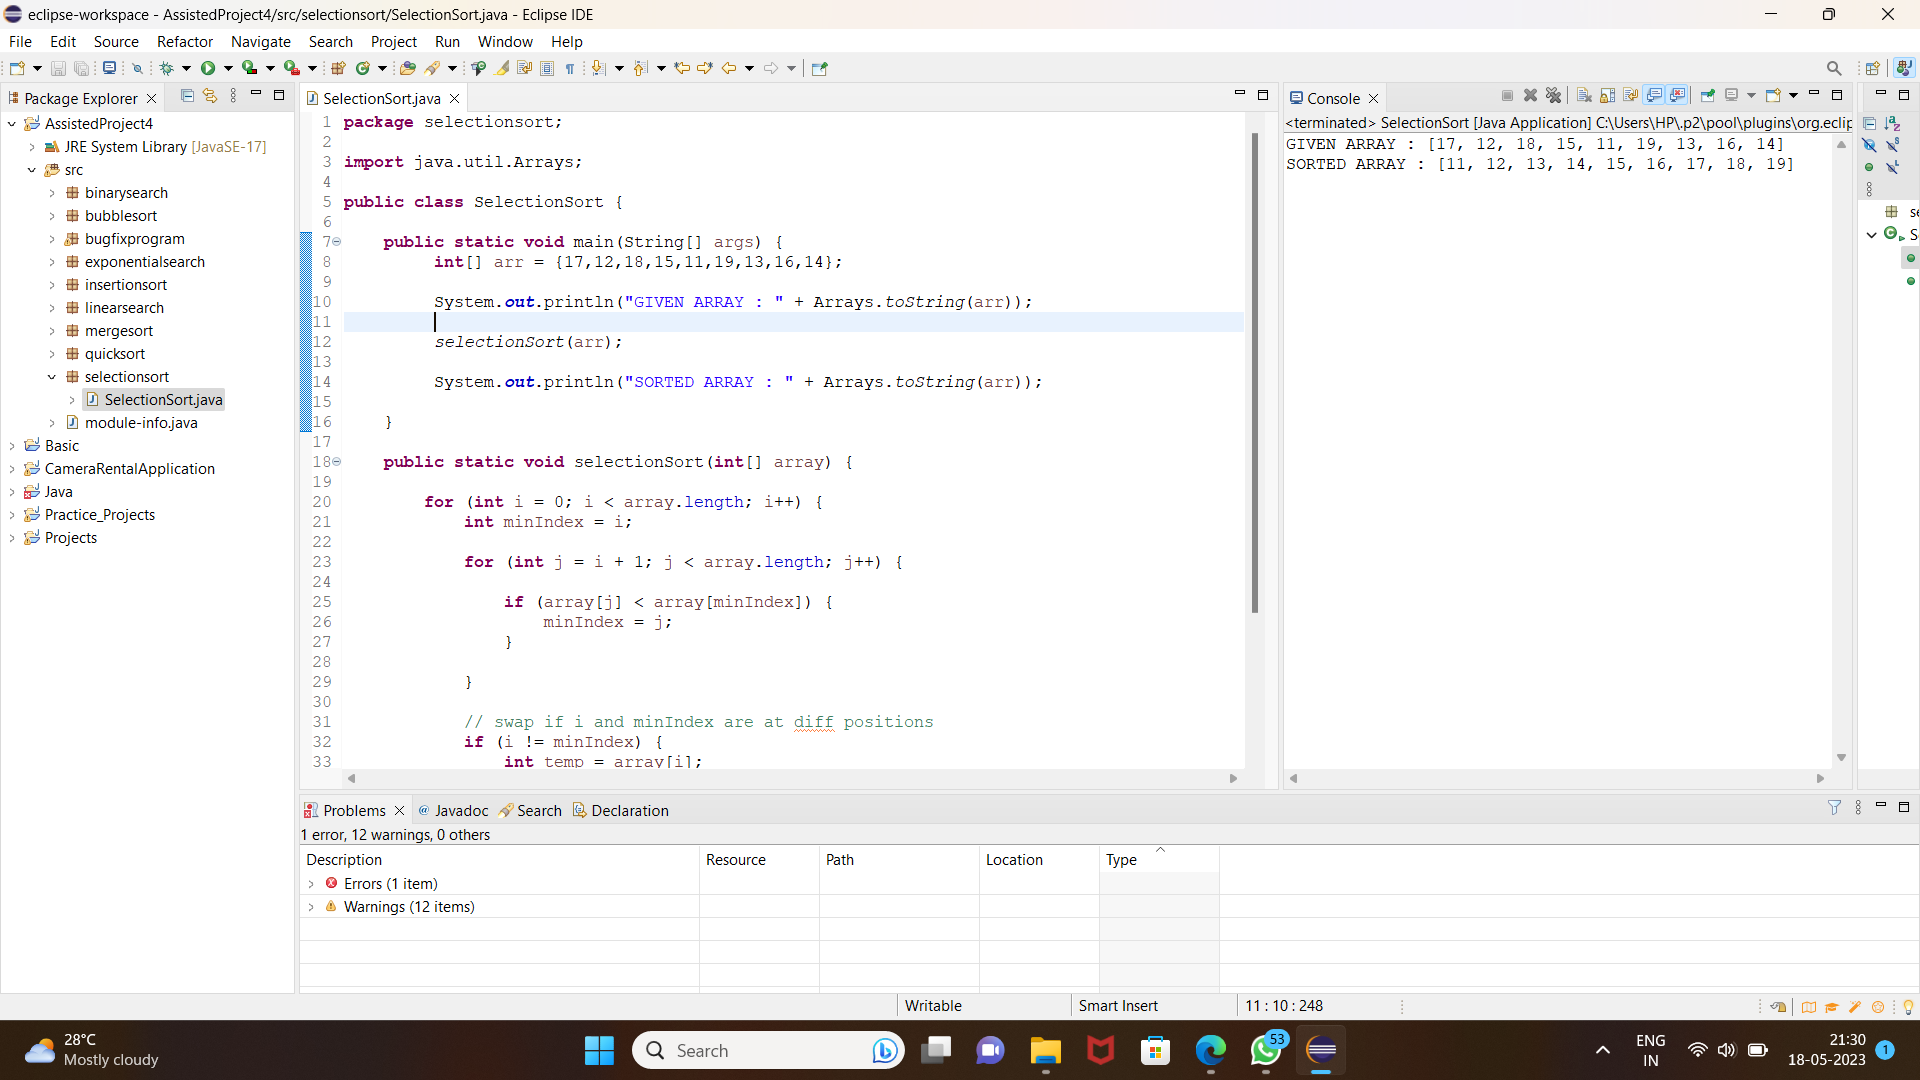 eclipse-workspace - AssistedProject4/src/selectionsort/SelectionSort.java - Eclipse IDE
File Edit Source Refactor Navigate Search Project Run Window Help
Package Explorer
AssistedProject4
JRE System Library [JavaSE-17]
src
binarysearch
bubblesort
bugfixprogram
exponentialsearch
insertionsort
linearsearch
mergesort
quicksort
selectionsort
SelectionSort.java
module-info.java
Basic
CameraRentalApplication
Java
Practice_Projects
Projects
SelectionSort.java
1 package selectionsort;
2
3 import java.util.Arrays;
4
5 public class SelectionSort {
6
7 public static void main(String[] args) {
8 int[] arr = {17,12,18,15,11,19,13,16,14};
9
10 System.out.println("GIVEN ARRAY : " + Arrays.toString(arr));
11
12 selectionSort(arr);
13
14 System.out.println("SORTED ARRAY : " + Arrays.toString(arr));
15
16 }
17
18 public static void selectionSort(int[] array) {
19
20 for (int i = 0; i < array.length; i++) {
21 int minIndex = i;
22
23 for (int j = i + 1; j < array.length; j++) {
24
25 if (array[j] < array[minIndex]) {
26 minIndex = j;
27 }
28
29 }
30
31 // swap if i and minIndex are at diff positions
32 if (i != minIndex) {
33 int temp = array[i];
Console
<terminated> SelectionSort [Java Application] C:\Users\HP\.p2\pool\plugins\org.eclip
GIVEN ARRAY : [17, 12, 18, 15, 11, 19, 13, 16, 14]
SORTED ARRAY : [11, 12, 13, 14, 15, 16, 17, 18, 19]
se
S
Problems Javadoc Search Declaration
1 error, 12 warnings, 0 others
Description Resource Path Location Type
Errors (1 item)
Warnings (12 items)
Writable Smart Insert 11 : 10 : 248
28°C
Mostly cloudy
Search
53
ENG
IN
21:30
18-05-2023
1